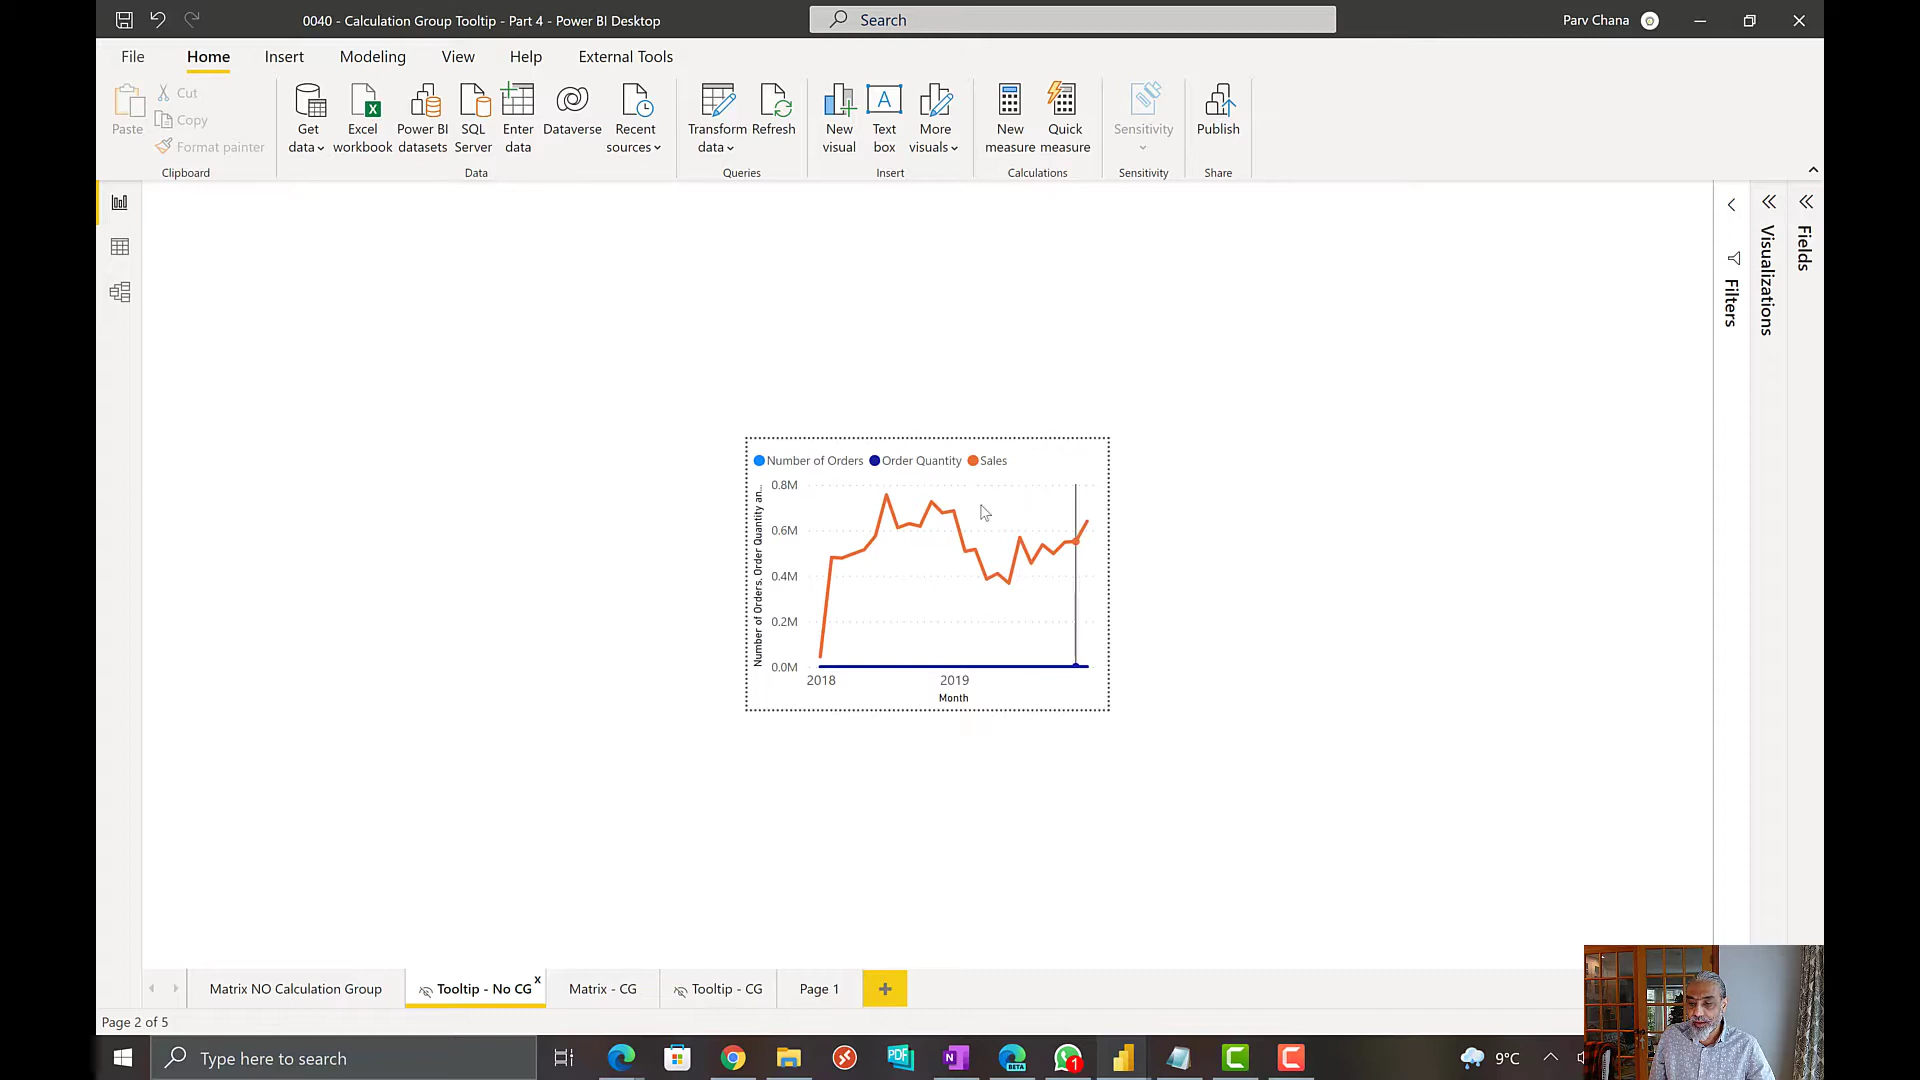 0040 - Calculation Group Tooltip - Part 4 - Power BI Desktop
Search
Parv Chana
File
Home
Insert
Modeling
View
Help
External Tools
Paste
Cut
Copy
Format painter
Get data
Excel workbook
Power BI datasets
SQL Server
Enter data
Dataverse
Recent sources
Transform data
Refresh
New visual
A
Text box
More visuals
New measure
Quick measure
Sensitivity
Publish
Clipboard
Data
Queries
Insert
Calculations
Sensitivity
Share
Filters
Visualizations
Fields
Number of Orders
Order Quantity
Sales
Number of Orders, Order Quantity an...
0.8M
0.6M
0.4M
0.2M
0.0M
2018
2019
Month
Matrix NO Calculation Group
Tooltip - No CG
x
Matrix - CG
Tooltip - CG
Page 1
Page 2 of 5
Type here to search
PDF
N
BETA
1
9°C